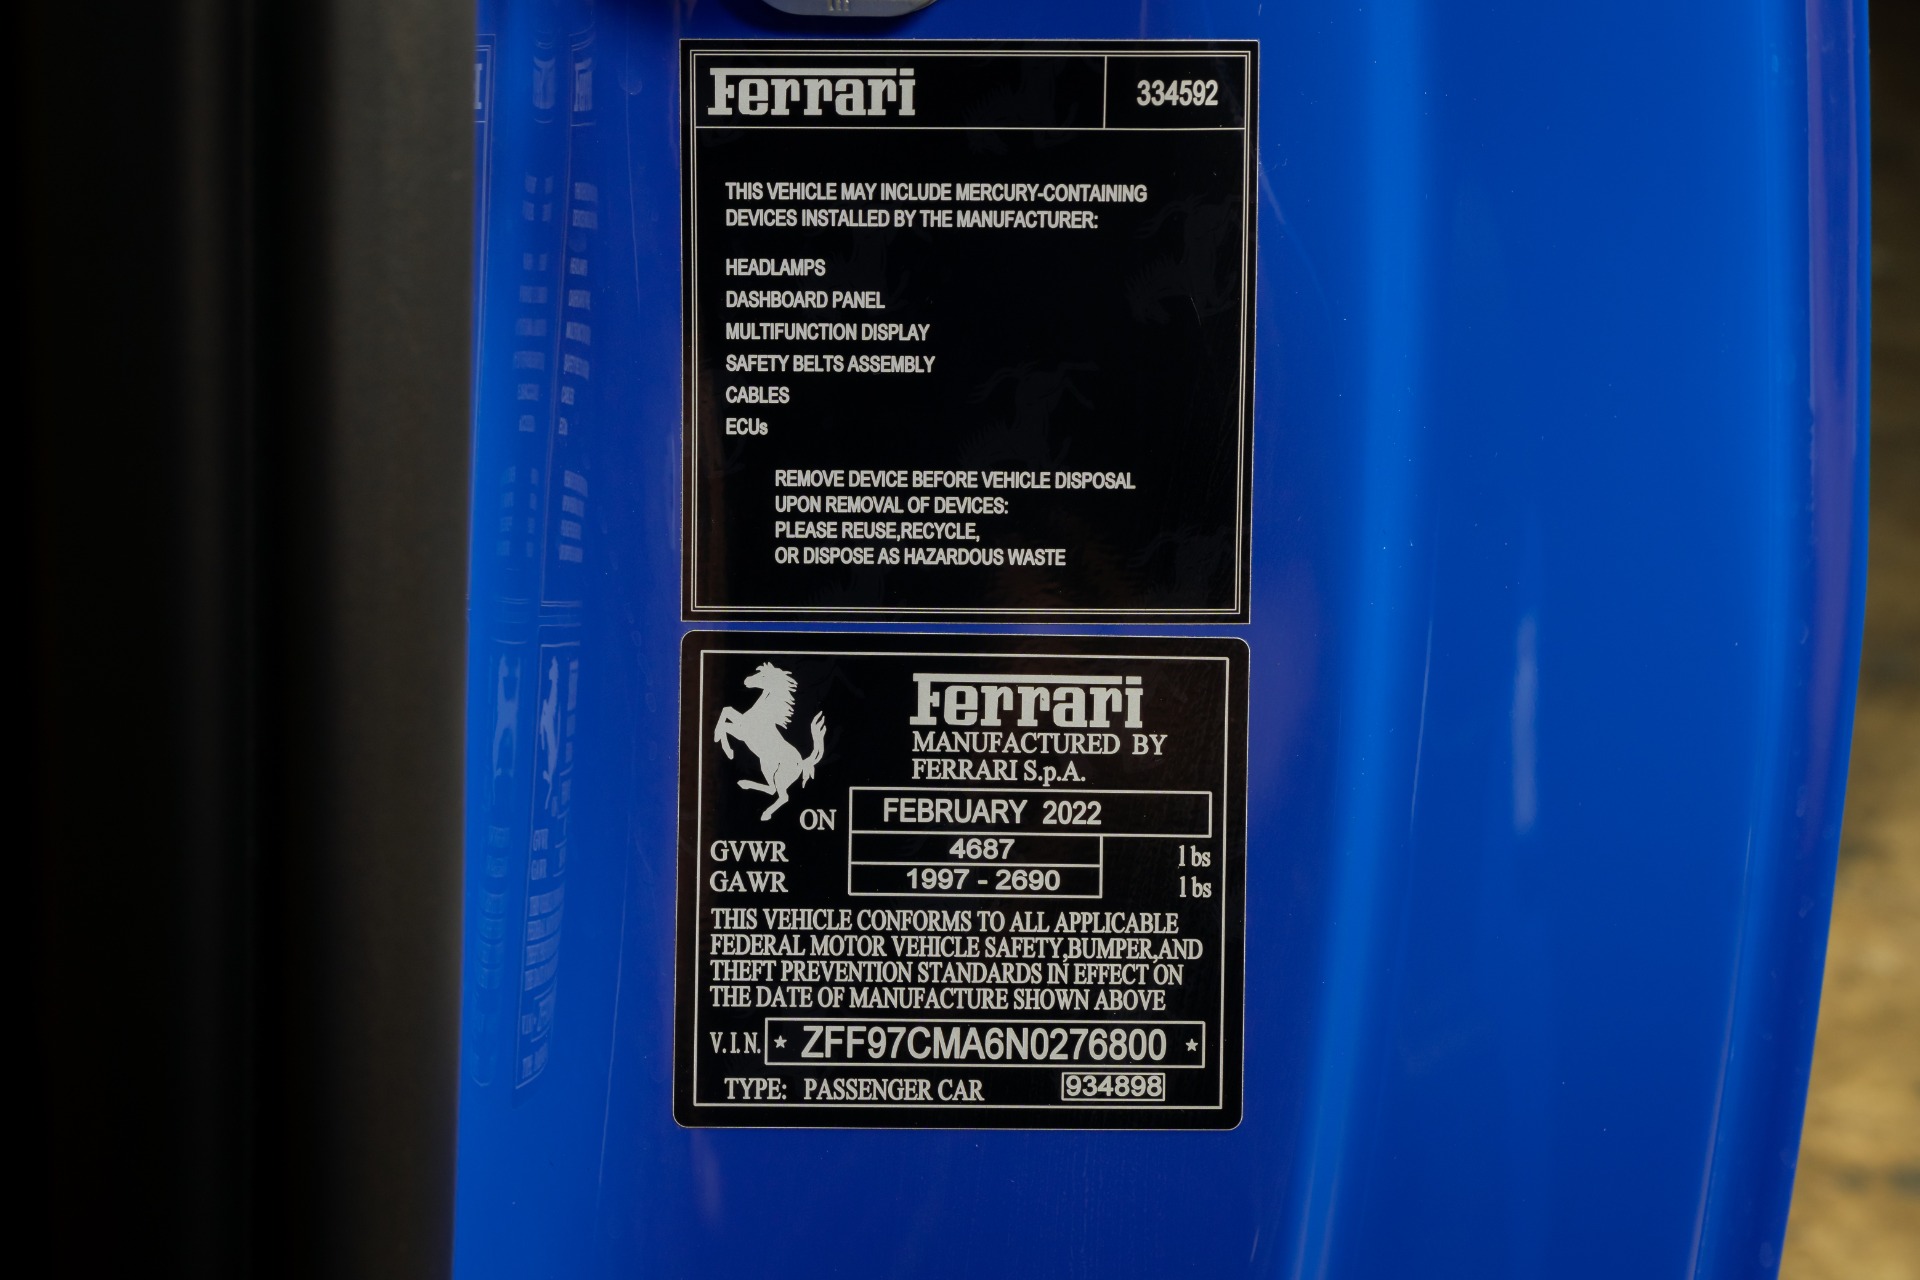 Ferrari 334592
THIS VEHICLE MAY INCLUDE MERCURY-CONTAINING
DEVICES INSTALLED BY THE MANUFACTURER:
HEADLAMPS
DASHBOARD PANEL
MULTIFUNCTION DISPLAY
SAFETY BELTS ASSEMBLY
CABLES
ECUs
REMOVE DEVICE BEFORE VEHICLE DISPOSAL
UPON REMOVAL OF DEVICES:
PLEASE REUSE,RECYCLE,
OR DISPOSE AS HAZARDOUS WASTE
Ferrari
MANUFACTURED BY
FERRARI S.p.A.
ON FEBRUARY 2022
GVWR 4687 lbs
GAWR 1997 - 2690 lbs
THIS VEHICLE CONFORMS TO ALL APPLICABLE
FEDERAL MOTOR VEHICLE SAFETY,BUMPER,AND
THEFT PREVENTION STANDARDS IN EFFECT ON
THE DATE OF MANUFACTURE SHOWN ABOVE
V.I.N. * ZFF97CMA6N0276800 *
TYPE: PASSENGER CAR 934898